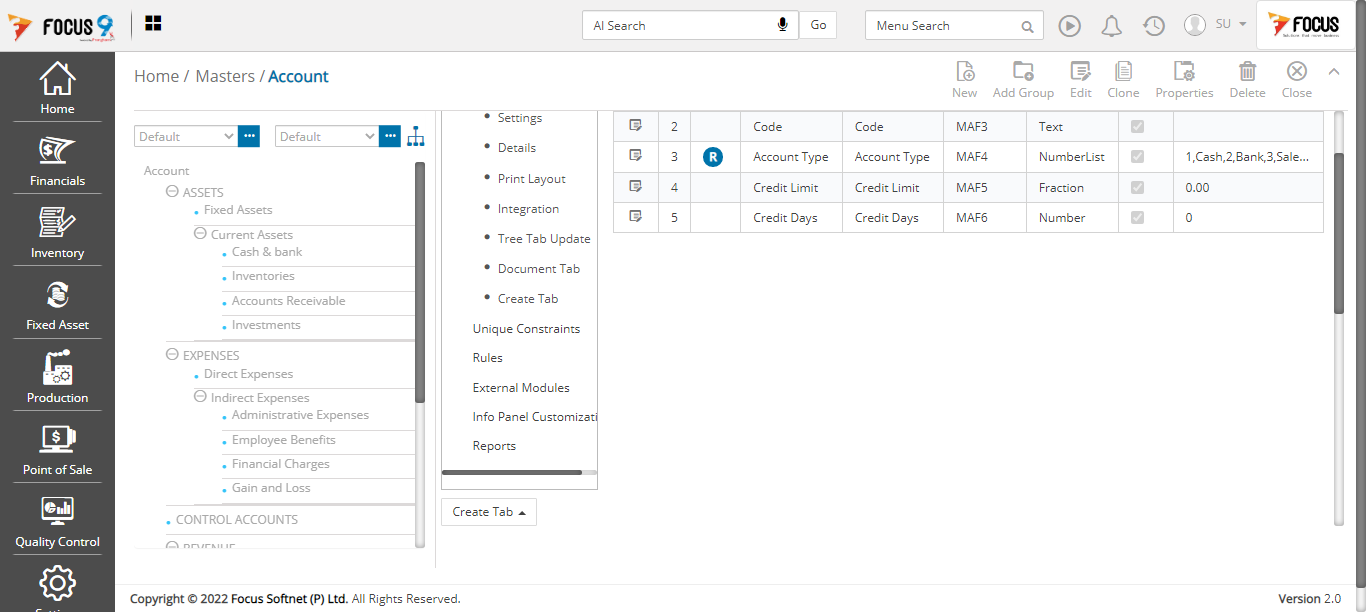 FOCUS 9
AI Search
Go
Menu Search
SU
FOCUS
Home / Masters / Account
New
Add Group
Edit
Clone
Properties
Delete
Close
Home
Financials
Inventory
Fixed Asset
Production
Point of Sale
Quality Control
Default
Default
Account
ASSETS
Fixed Assets
Current Assets
Cash & bank
Inventories
Accounts Receivable
Investments
EXPENSES
Direct Expenses
Indirect Expenses
Administrative Expenses
Employee Benefits
Financial Charges
Gain and Loss
CONTROL ACCOUNTS
REVENUE
Settings
Details
Print Layout
Integration
Tree Tab Update
Document Tab
Create Tab
Unique Constraints
Rules
External Modules
Info Panel Customizati
Reports
Create Tab
2 Code Code MAF3 Text
3 R Account Type Account Type MAF4 NumberList 1,Cash,2,Bank,3,Sale...
4 Credit Limit Credit Limit MAF5 Fraction 0.00
5 Credit Days Credit Days MAF6 Number 0
Copyright © 2022 Focus Softnet (P) Ltd. All Rights Reserved.
Version 2.0